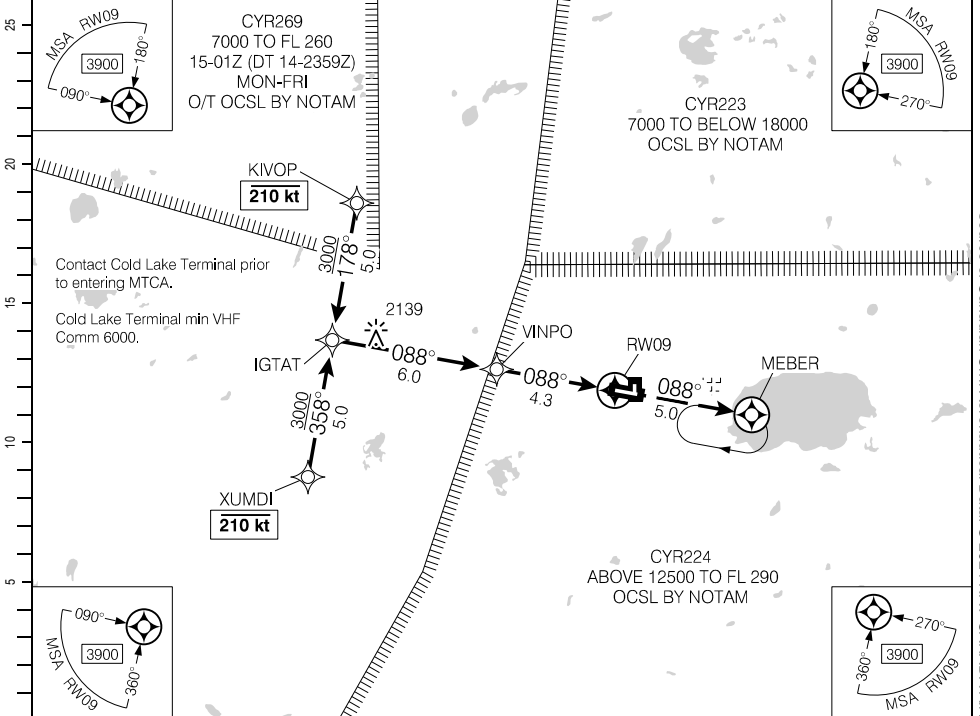 25
20
15
10
5
MSA RW09
3900
180°
090°
CYR269
7000 TO FL 260
15-01Z (DT 14-2359Z)
MON-FRI
O/T OCSL BY NOTAM
MSA RW09
3900
180°
270°
CYR223
7000 TO BELOW 18000
OCSL BY NOTAM
KIVOP
210 kt
3000
178°
5.0
Contact Cold Lake Terminal prior
to entering MTCA.
Cold Lake Terminal min VHF
Comm 6000.
2139
IGTAT
088°
6.0
VINPO
088°
4.3
RW09
088°
5.0
MEBER
3000
358°
5.0
XUMDI
210 kt
CYR224
ABOVE 12500 TO FL 290
OCSL BY NOTAM
090°
3900
360°
MSA RW09
270°
3900
360°
MSA RW09